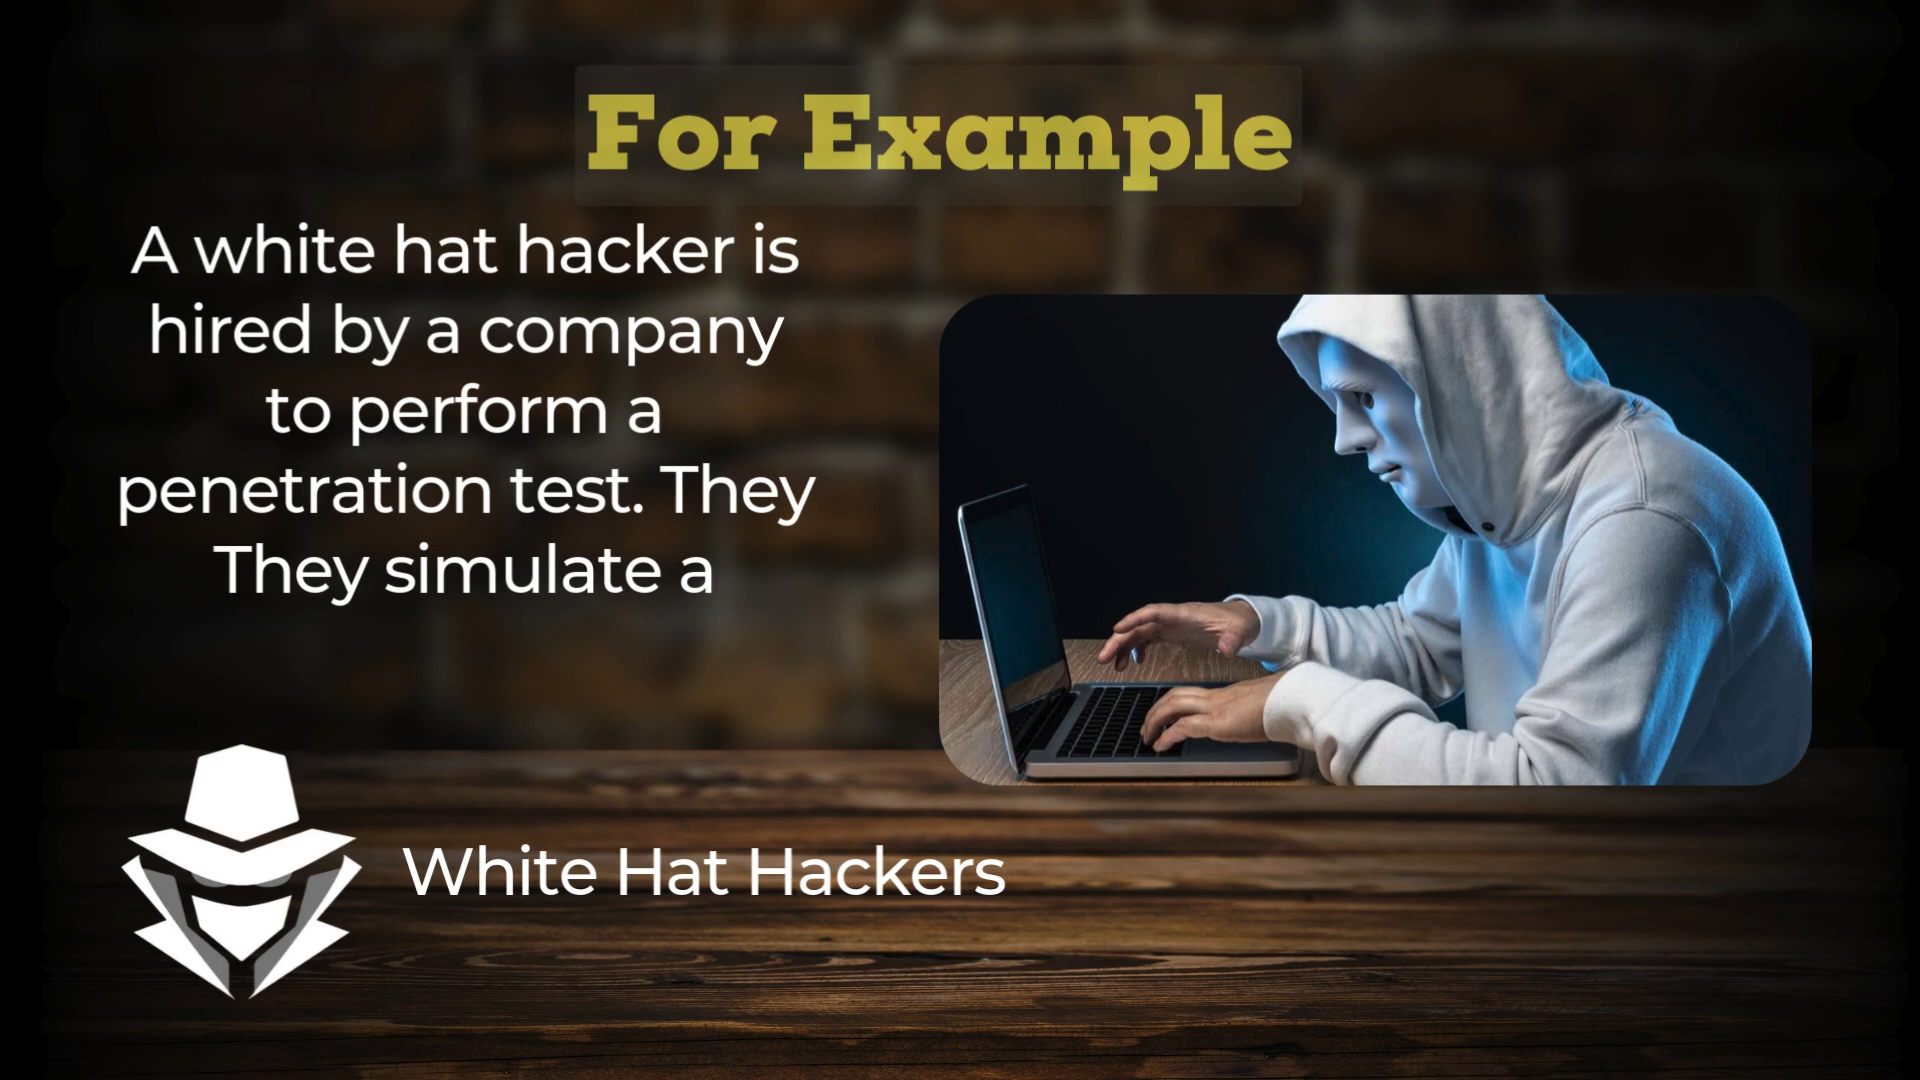 For Example
A white hat hacker is
hired by a company
to perform a
penetration test. They
They simulate a
White Hat Hackers